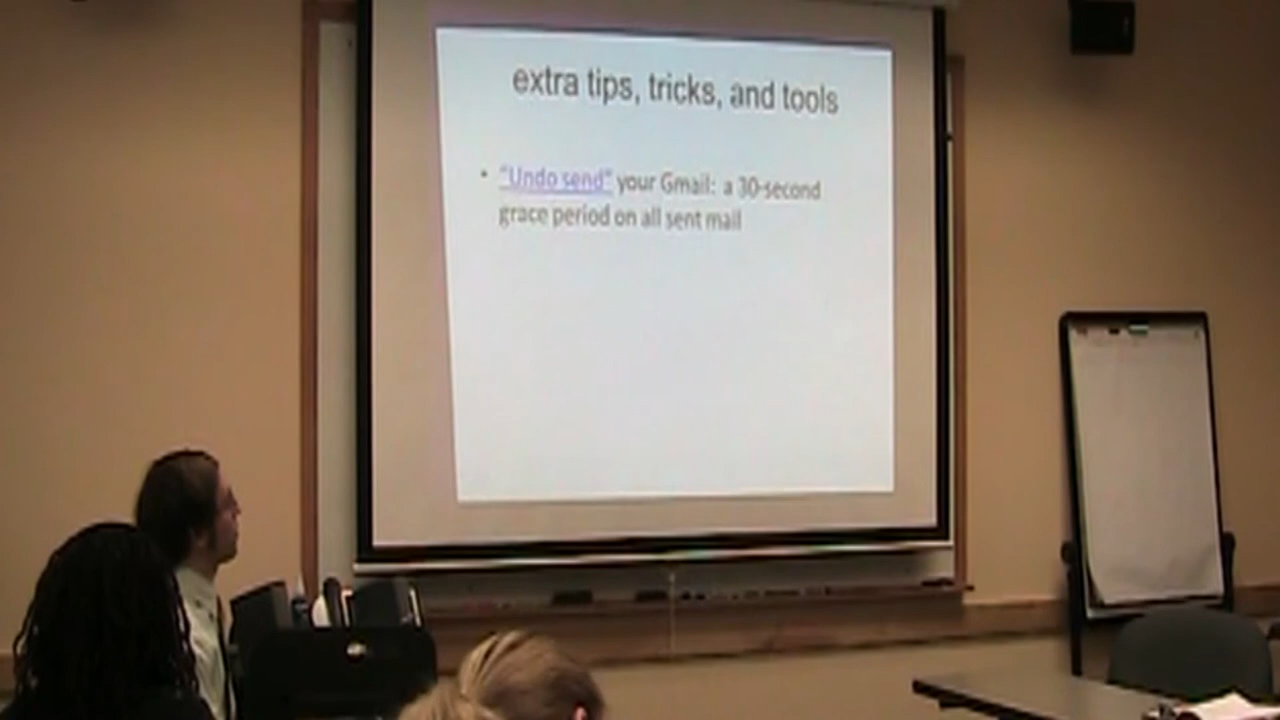 extra tips, tricks, and tools
• "Undo send" your Gmail: a 30-second
grace period on all sent mail